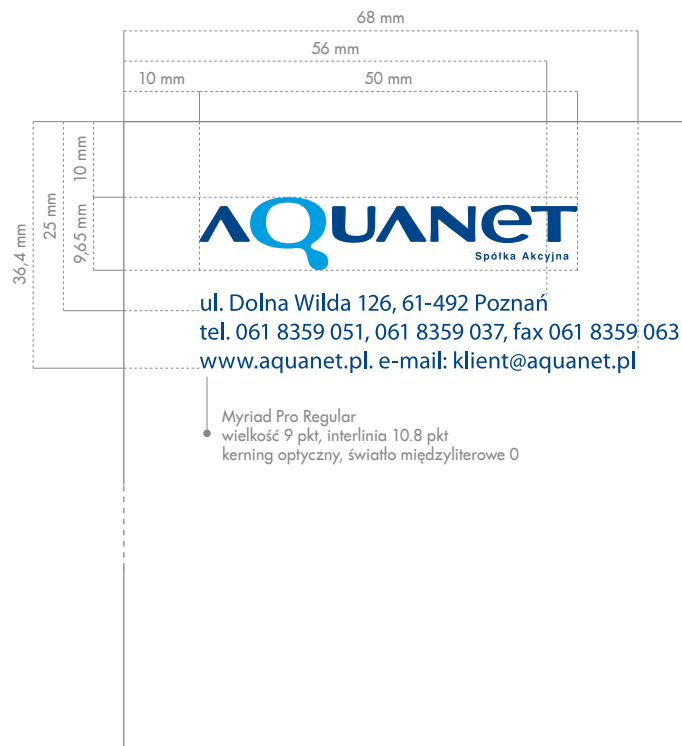 68 mm
56 mm
10 mm 50 mm
10 mm
25 mm
9,65 mm
36,4 mm
AQUANET
Spółka Akcyjna
ul. Dolna Wilda 126, 61-492 Poznań
tel. 061 8359 051, 061 8359 037, fax 061 8359 063
www.aquanet.pl. e-mail: klient@aquanet.pl
Myriad Pro Regular
wielkość 9 pkt, interlinia 10.8 pkt
kerning optyczny, światło międzyliterowe 0